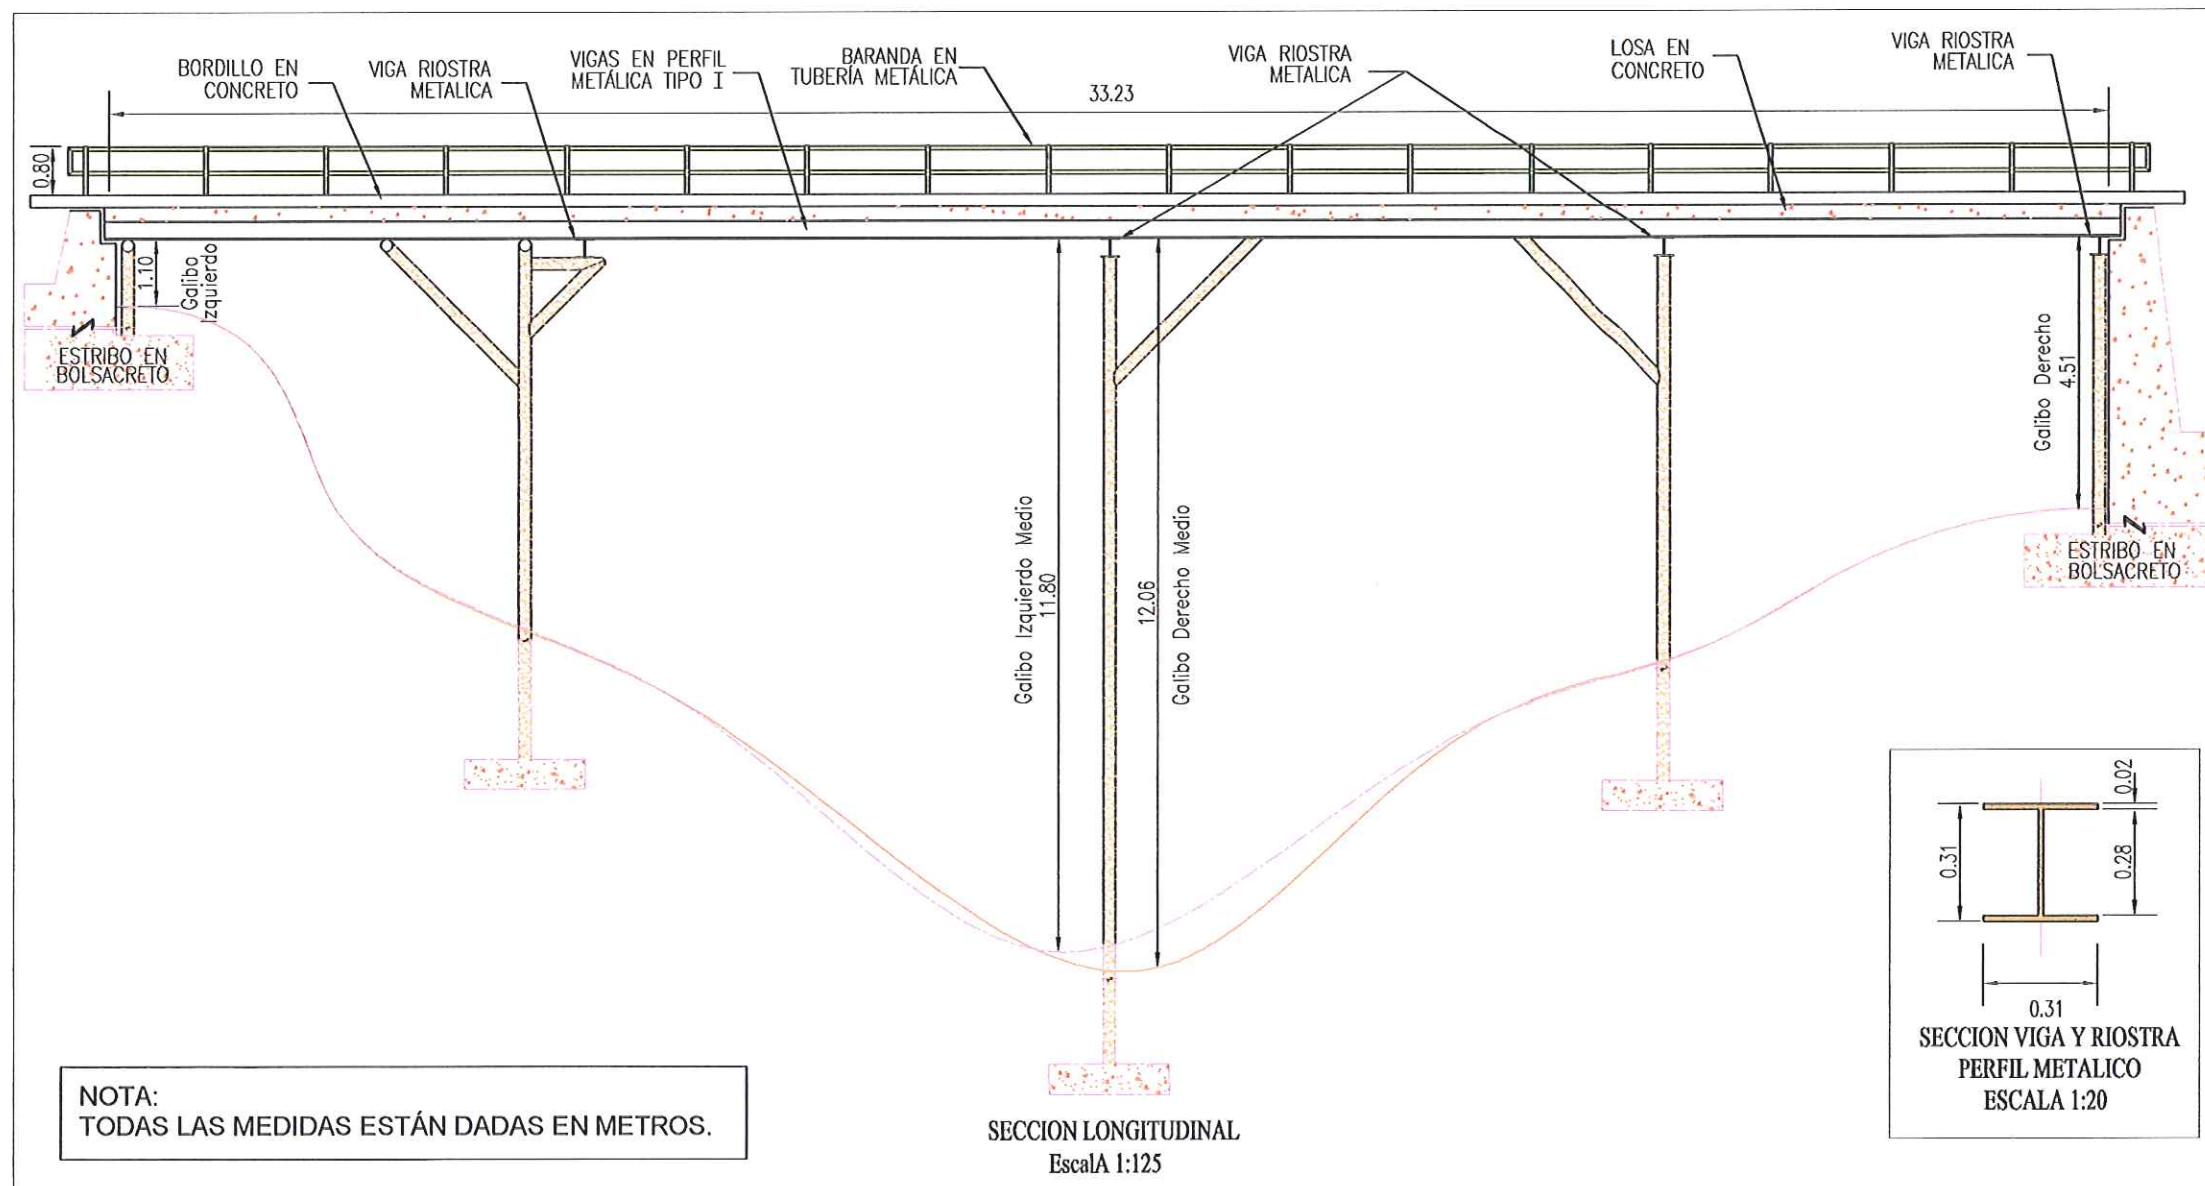 BORDILLO EN
CONCRETO
VIGA RIOSTRA
METALICA
VIGAS EN PERFIL
METÁLICA TIPO I
BARANDA EN
TUBERÍA METÁLICA
VIGA RIOSTRA
METALICA
LOSA EN
CONCRETO
VIGA RIOSTRA
METALICA
33.23
0.80
1.10
Galibo
Izquierdo
ESTRIBO EN
BOLSACRETO
Galibo Izquierdo Medio
11.80
12.06
Galibo Derecho Medio
Galibo Derecho
4.51
ESTRIBO EN
BOLSACRETO
0.02
0.31
0.28
0.31
SECCION VIGA Y RIOSTRA
PERFIL METALICO
ESCALA 1:20
NOTA:
TODAS LAS MEDIDAS ESTÁN DADAS EN METROS.
SECCION LONGITUDINAL
EscalA 1:125